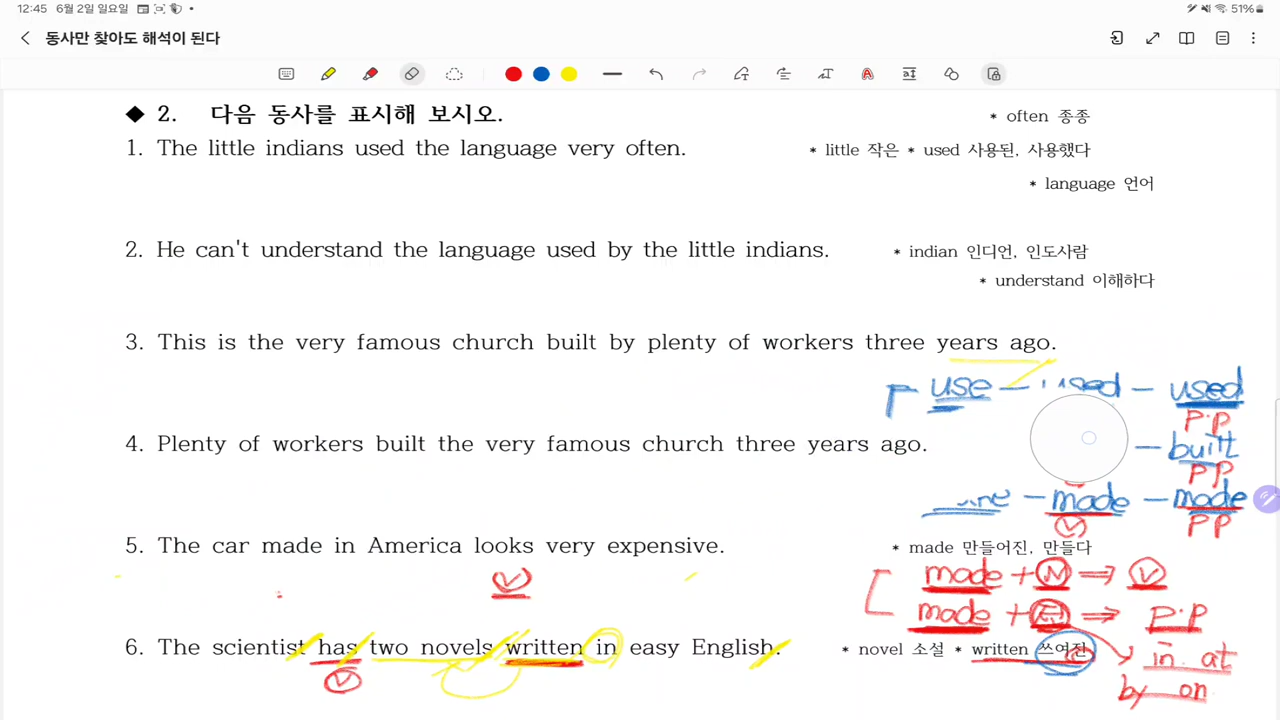 12:45 6월 2일 일요일 51%
동사만 찾아도 해석이 된다
◆ 2. 다음 동사를 표시해 보시오. * often 종종
1. The little indians used the language very often. * little 작은 * used 사용된, 사용했다
* language 언어
2. He can't understand the language used by the little indians. * indian 인디언, 인도사람
* understand 이해하다
3. This is the very famous church built by plenty of workers three years ago.
use - used - used
P.P
4. Plenty of workers built the very famous church three years ago. - built
PP
- made - made
V PP
5. The car made in America looks very expensive. * made 만들어진, 만들다
V made + N ⇒ V
made + 전 ⇒ P.P
6. The scientist has two novels written in easy English. * novel 소설 * written 쓰여진 in. at
V by on